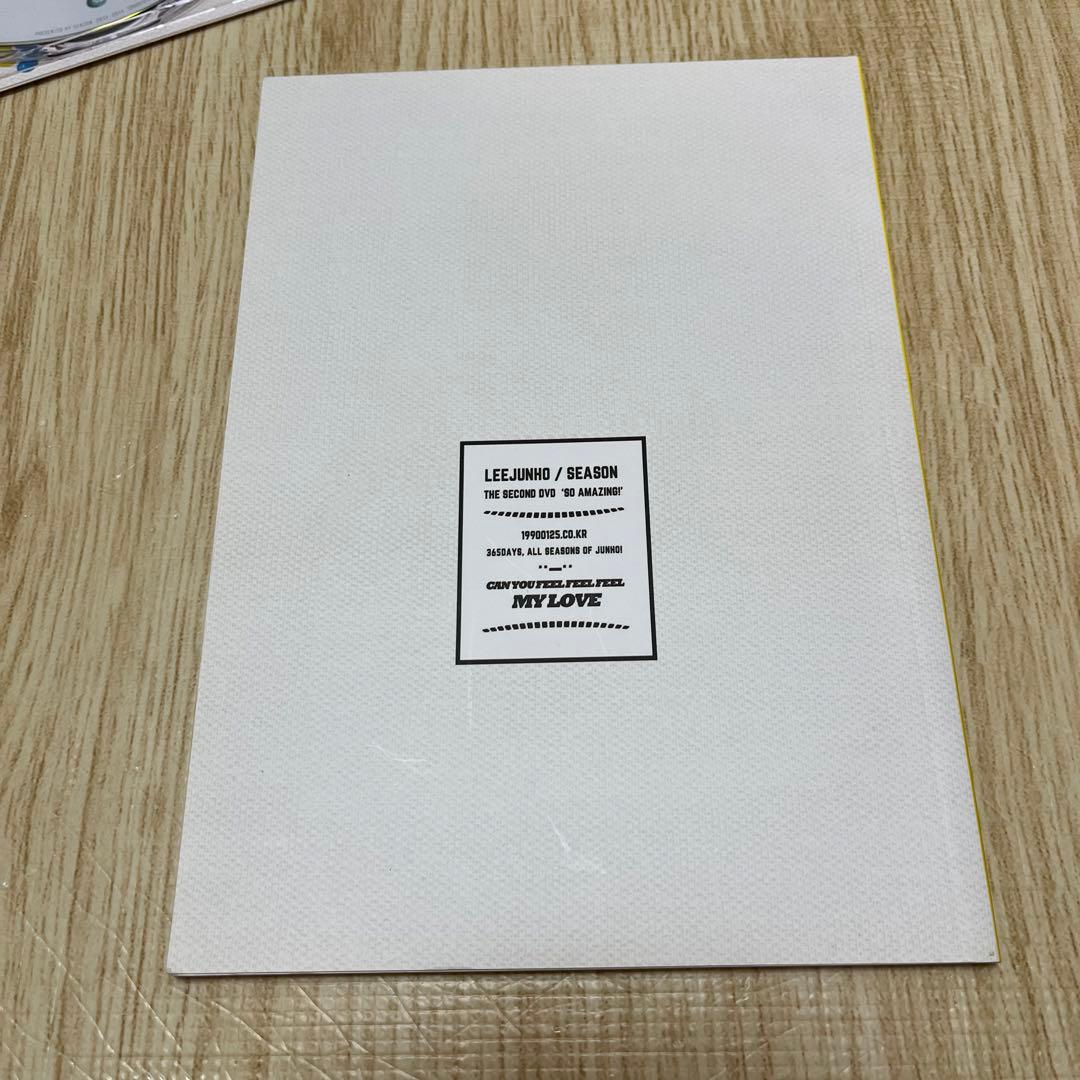 LEEJUNHO / SEASON
THE SECOND DVD 'SO AMAZING!'
19900125.CO.KR
365DAYS, ALL SEASONS OF JUNHO!
CAN YOU FEEL FEEL FEEL
MY LOVE